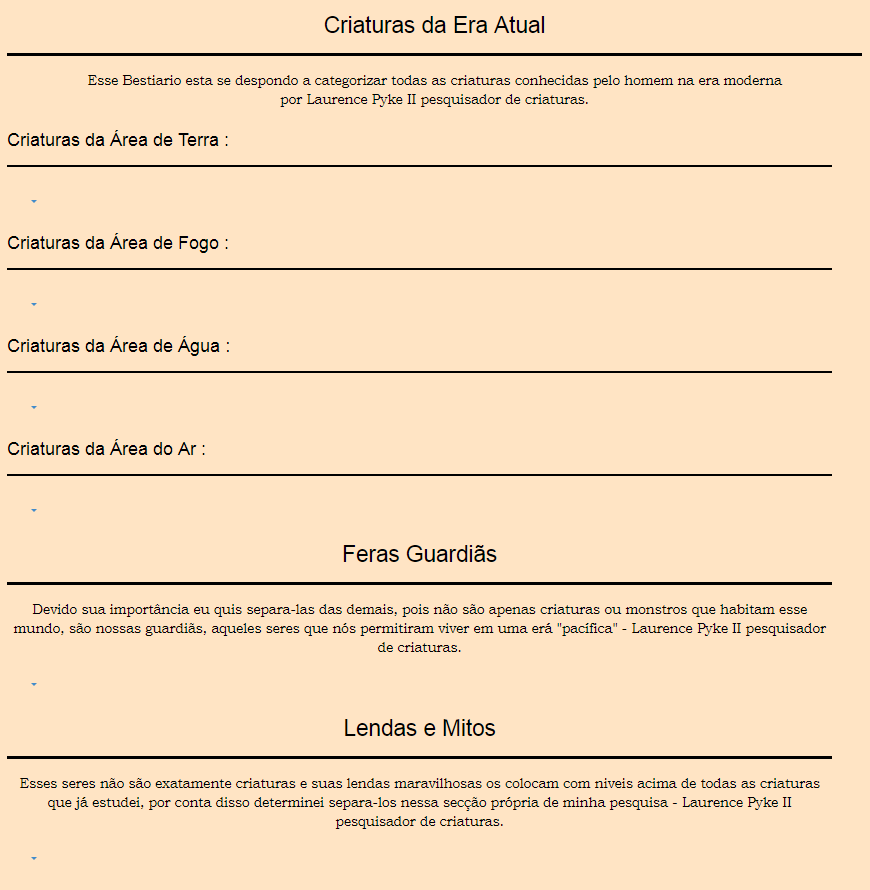 Criaturas da Era Atual
Esse Bestiario esta se despondo a categorizar todas as criaturas conhecidas pelo homem na era moderna
por Laurence Pyke II pesquisador de criaturas.
Criaturas da Área de Terra :
Criaturas da Área de Fogo :
Criaturas da Área de Água :
Criaturas da Área do Ar :
Feras Guardiãs
Devido sua importância eu quis separa-las das demais, pois não são apenas criaturas ou monstros que habitam esse
mundo, são nossas guardiãs, aqueles seres que nós permitiram viver em uma erá "pacífica" - Laurence Pyke II pesquisador
de criaturas.
Lendas e Mitos
Esses seres não são exatamente criaturas e suas lendas maravilhosas os colocam com niveis acima de todas as criaturas
que já estudei, por conta disso determinei separa-los nessa secção própria de minha pesquisa - Laurence Pyke II
pesquisador de criaturas.